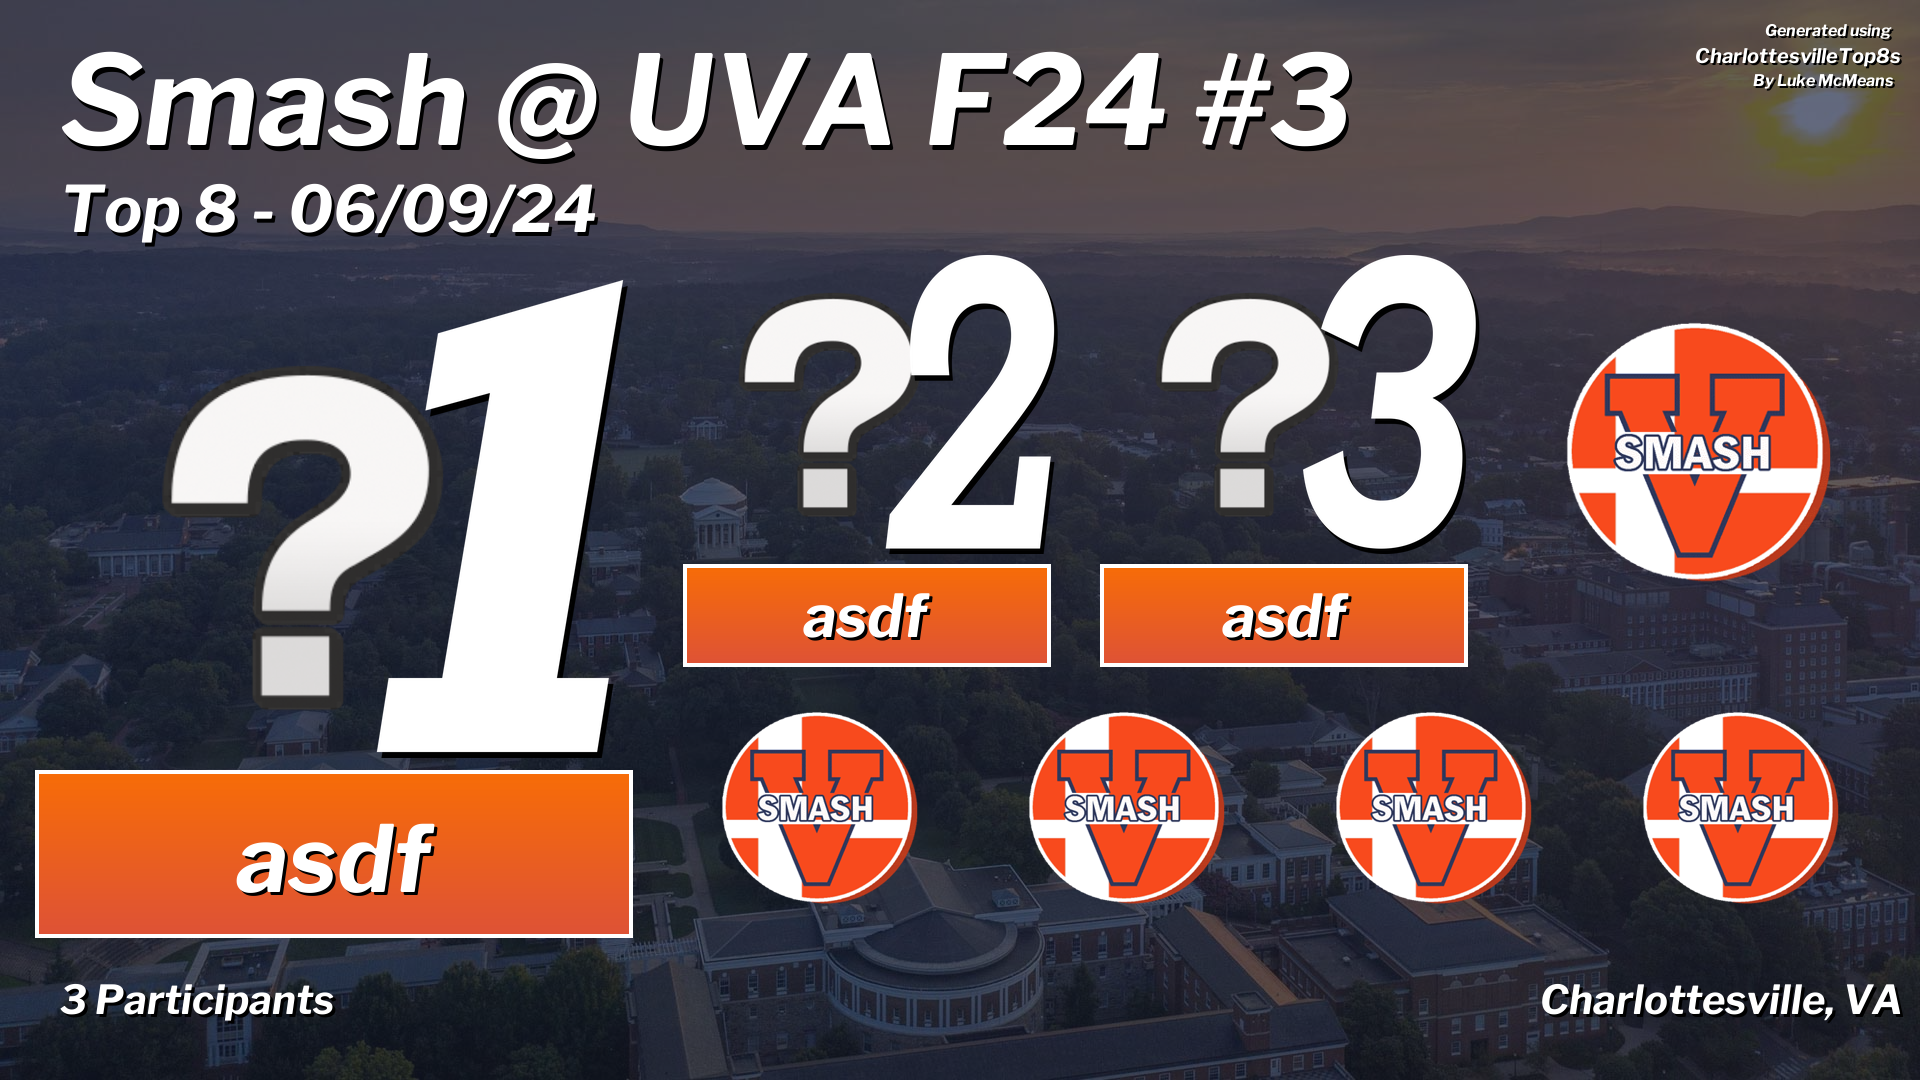 Smash @ UVA F24 #3
Top 8 - 06/09/24
Generated using
CharlottesvilleTop8s
By Luke McMeans
?1
?2
?3
V
SMASH
asdf
asdf
asdf
V
SMASH
V
SMASH
V
SMASH
V
SMASH
3 Participants
Charlottesville, VA